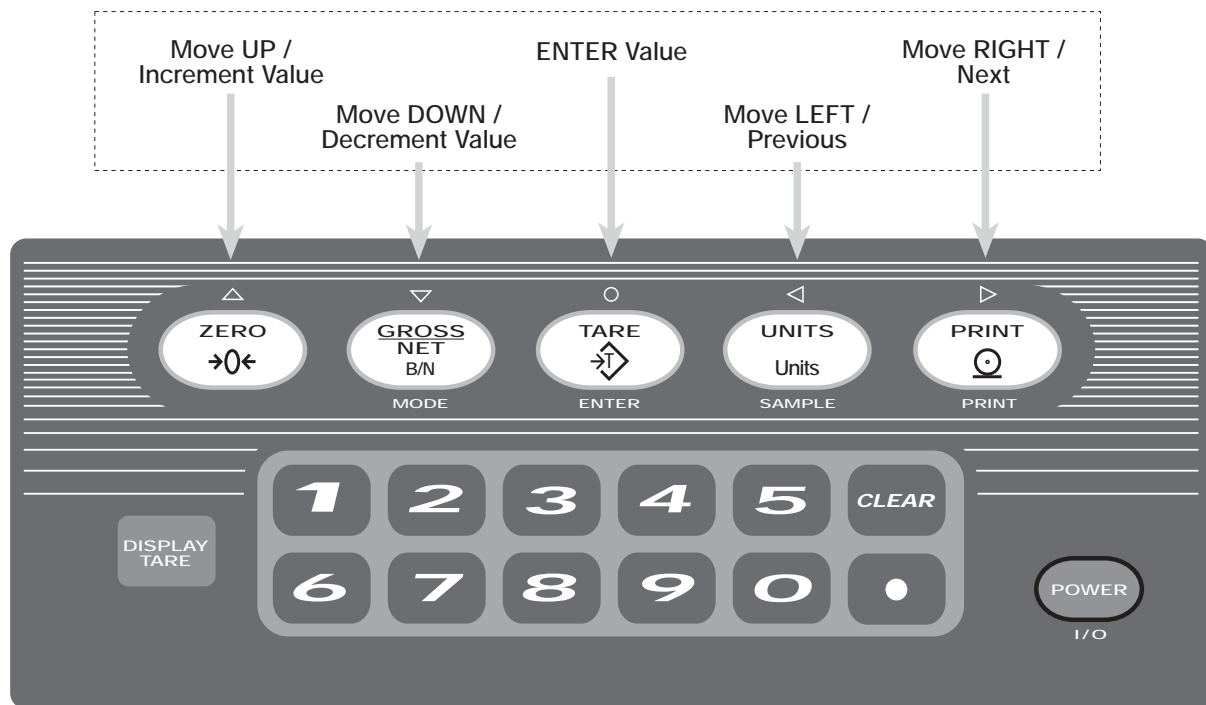 Move UP /
Increment Value
Move DOWN /
Decrement Value
ENTER Value
Move LEFT /
Previous
Move RIGHT /
Next
ZERO
→0←
GROSS
NET
B/N
MODE
TARE
T
ENTER
UNITS
Units
SAMPLE
PRINT
PRINT
1 2 3 4 5 CLEAR
DISPLAY
TARE
6 7 8 9 0 .
POWER
I/O